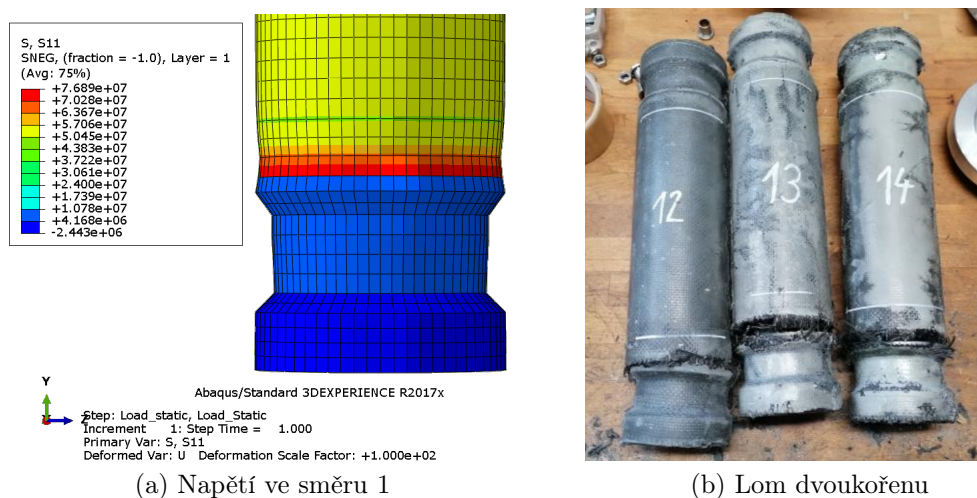 S, S11
SNEG, (fraction = -1.0), Layer = 1
(Avg: 75%)
+7.689e+07
+7.028e+07
+6.367e+07
+5.706e+07
+5.045e+07
+4.383e+07
+3.722e+07
+3.061e+07
+2.400e+07
+1.739e+07
+1.078e+07
+4.168e+06
-2.443e+06
Y
Z
Abaqus/Standard 3DEXPERIENCE R2017x
Step: Load_static, Load_Static
Increment 1: Step Time = 1.000
Primary Var: S, S11
Deformed Var: U Deformation Scale Factor: +1.000e+02
(a) Napětí ve směru 1
12
13
14
(b) Lom dvoukořenu